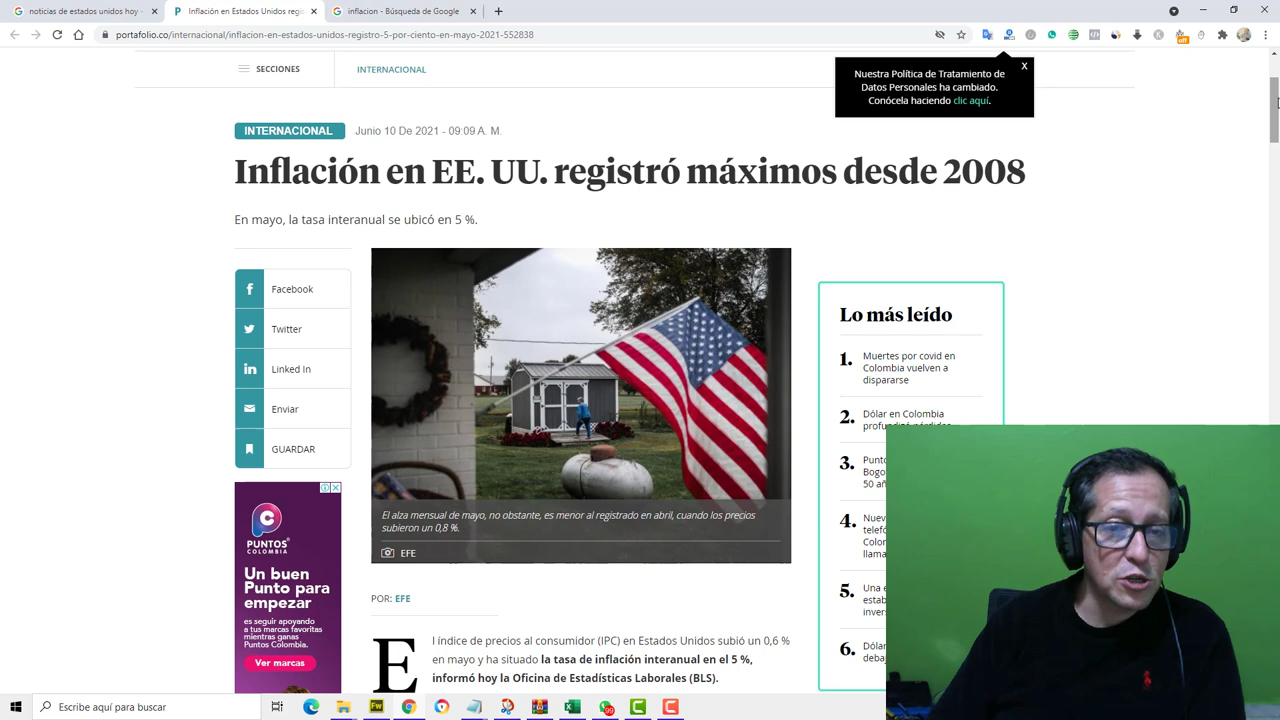 noticias de estados unidos hoy -
Inflación en Estados Unidos regi
inflacion - Búsqueda de Google
portafolio.co/internacional/inflacion-en-estados-unidos-registro-5-por-ciento-en-mayo-2021-552838
off
SECCIONES
INTERNACIONAL
Nuestra Política de Tratamiento de
Datos Personales ha cambiado.
Conócela haciendo clic aquí.
X
INTERNACIONAL
Junio 10 De 2021 - 09:09 A. M.
Inflación en EE. UU. registró máximos desde 2008
En mayo, la tasa interanual se ubicó en 5 %.
Facebook
Twitter
Linked In
Enviar
GUARDAR
PUNTOS
COLOMBIA
Un buen
Punto para
empezar
es seguir apoyando
a tus marcas favoritas
mientras ganas
Puntos Colombia.
Ver marcas
El alza mensual de mayo, no obstante, es menor al registrado en abril, cuando los precios
subieron un 0,8 %.
EFE
POR: EFE
El índice de precios al consumidor (IPC) en Estados Unidos subió un 0,6 %
en mayo y ha situado la tasa de inflación interanual en el 5 %,
informó hoy la Oficina de Estadísticas Laborales (BLS).
Lo más leído
1. Muertes por covid en
Colombia vuelven a
dispararse
2. Dólar en Colombia
profundizó pérdidas
3.
50
4.
5. Una
6.
Escribe aquí para buscar
99